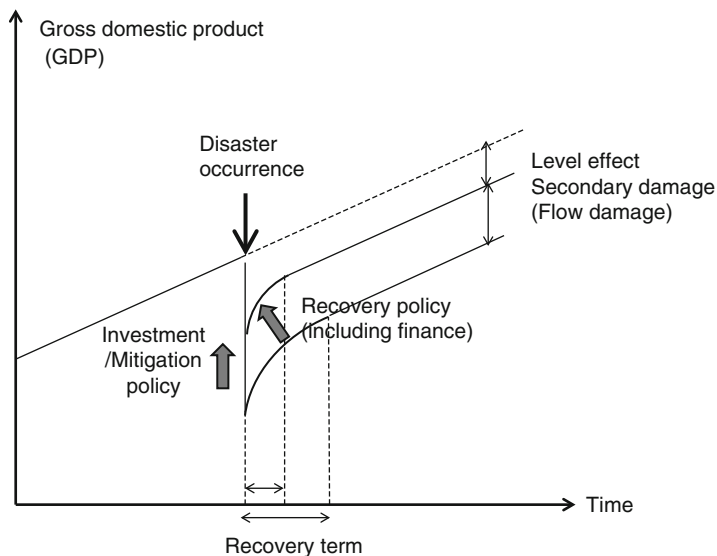 Gross domestic product
(GDP)
Disaster
occurrence
Level effect
Secondary damage
(Flow damage)
Recovery policy
(Including finance)
Investment
/Mitigation
policy
Time
Recovery term